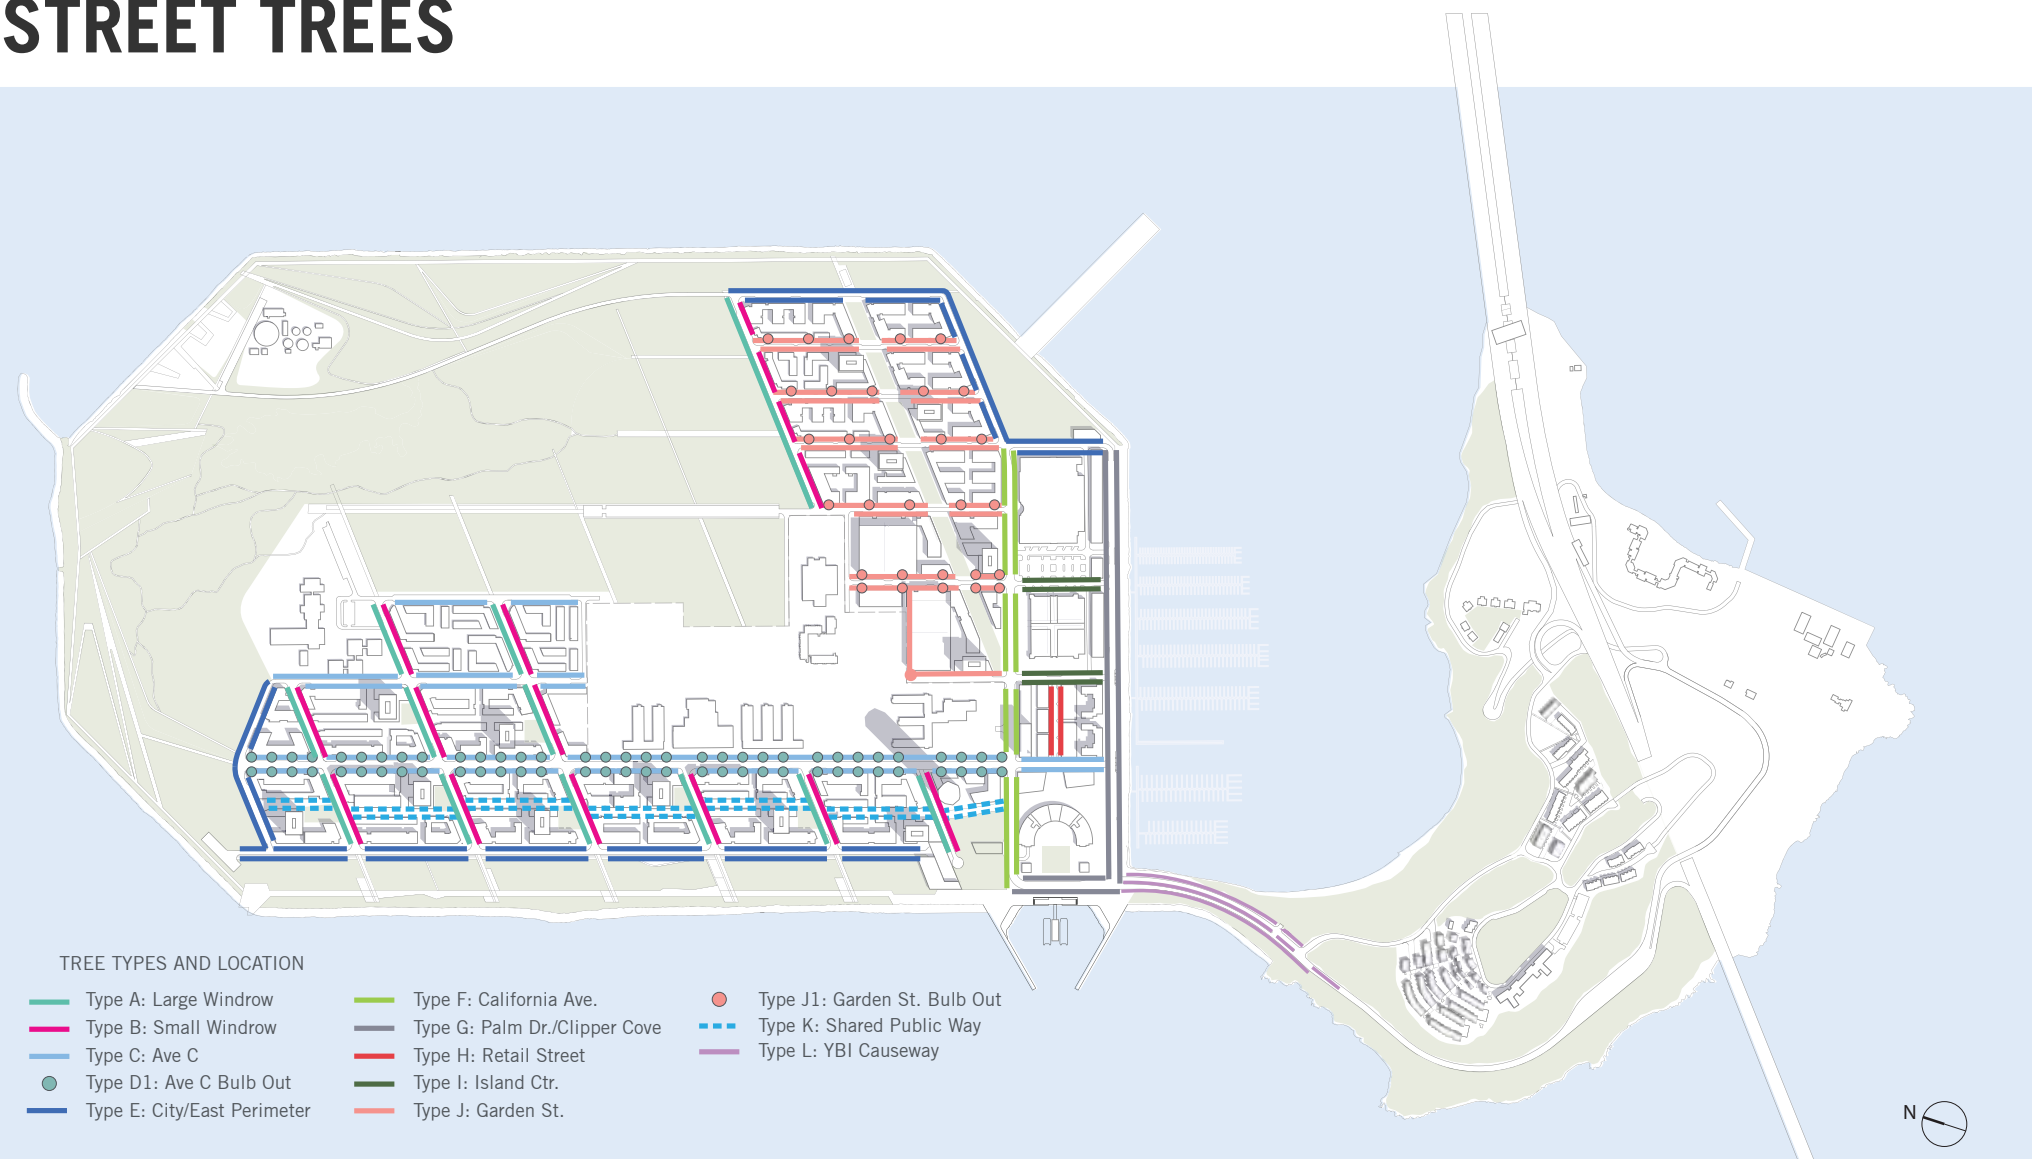 STREET TREES
TREE TYPES AND LOCATION
Type A: Large Windrow
Type B: Small Windrow
Type C: Ave C
Type D1: Ave C Bulb Out
Type E: City/East Perimeter
Type F: California Ave.
Type G: Palm Dr./Clipper Cove
Type H: Retail Street
Type I: Island Ctr.
Type J: Garden St.
Type J1: Garden St. Bulb Out
Type K: Shared Public Way
Type L: YBI Causeway
N